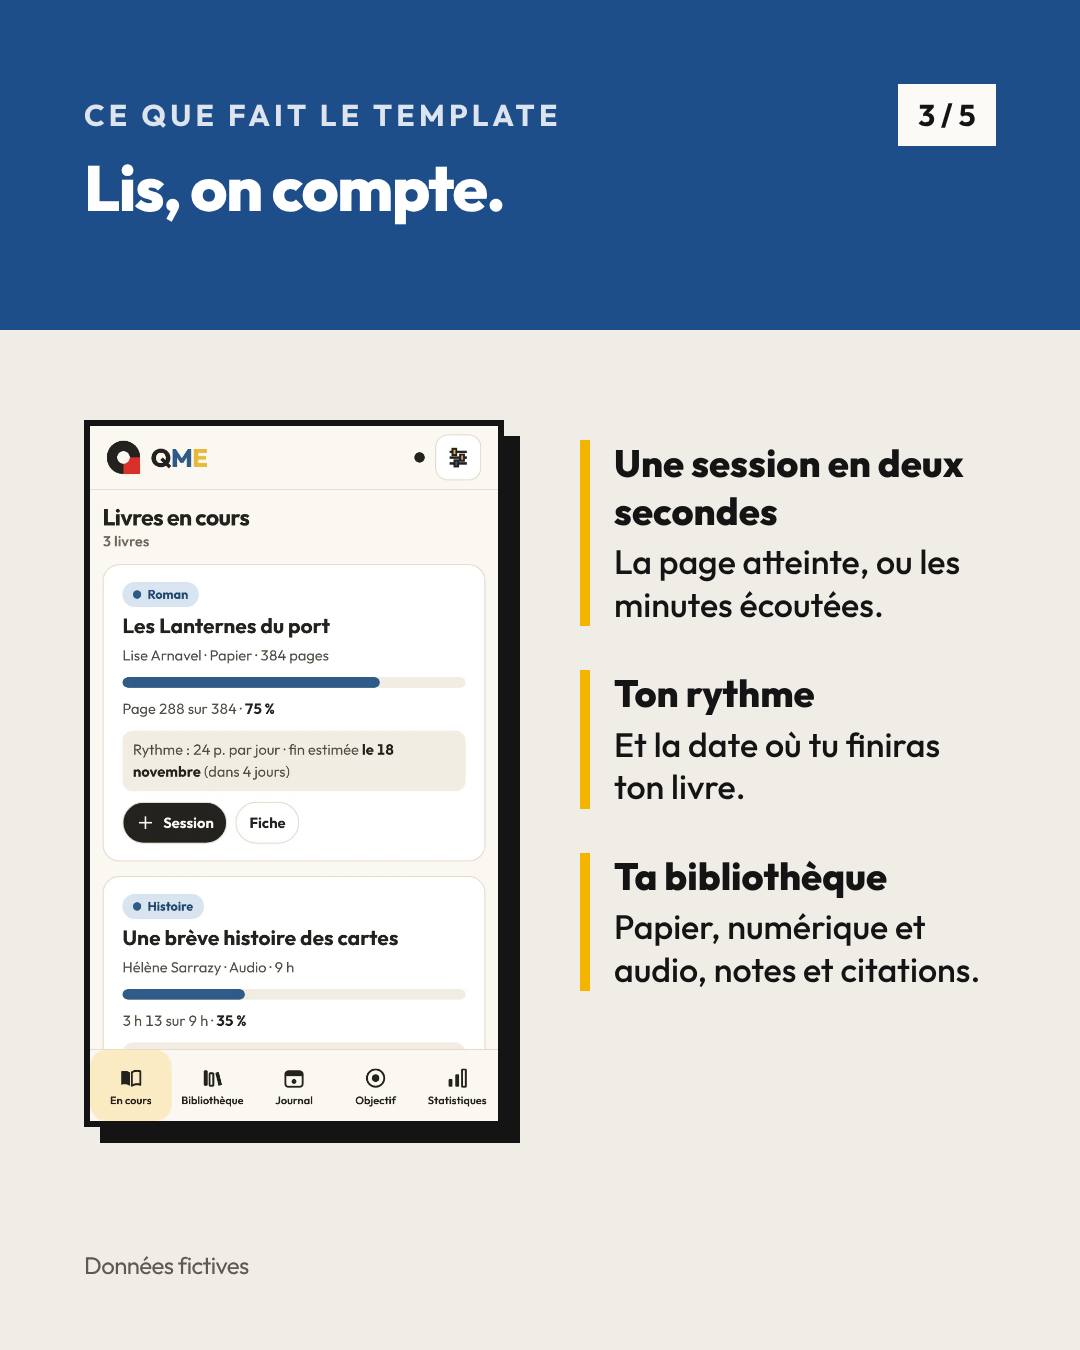 CE QUE FAIT LE TEMPLATE
3 / 5
Lis, on compte.
QME
Livres en cours
3 livres
Roman
Les Lanternes du port
Lise Arnavel · Papier · 384 pages
Page 288 sur 384 · 75 %
Rythme : 24 p. par jour · fin estimée le 18
novembre (dans 4 jours)
Session
Fiche
Histoire
Une brève histoire des cartes
Hélène Sarrazy · Audio · 9 h
3 h 13 sur 9 h · 35 %
En cours
Bibliothèque
Journal
Objectif
Statistiques
Une session en deux
secondes
La page atteinte, ou les
minutes écoutées.
Ton rythme
Et la date où tu finiras
ton livre.
Ta bibliothèque
Papier, numérique et
audio, notes et citations.
Données fictives